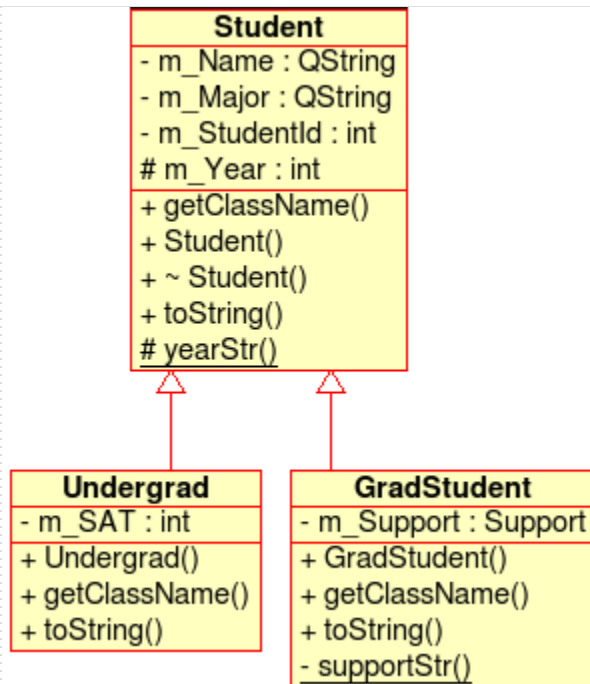 Student
- m_Name : QString
- m_Major : QString
- m_StudentId : int
# m_Year : int
+ getClassName()
+ Student()
+ ~ Student()
+ toString()
# yearStr()
Undergrad
- m_SAT : int
+ Undergrad()
+ getClassName()
+ toString()
GradStudent
- m_Support : Support
+ GradStudent()
+ getClassName()
+ toString()
- supportStr()